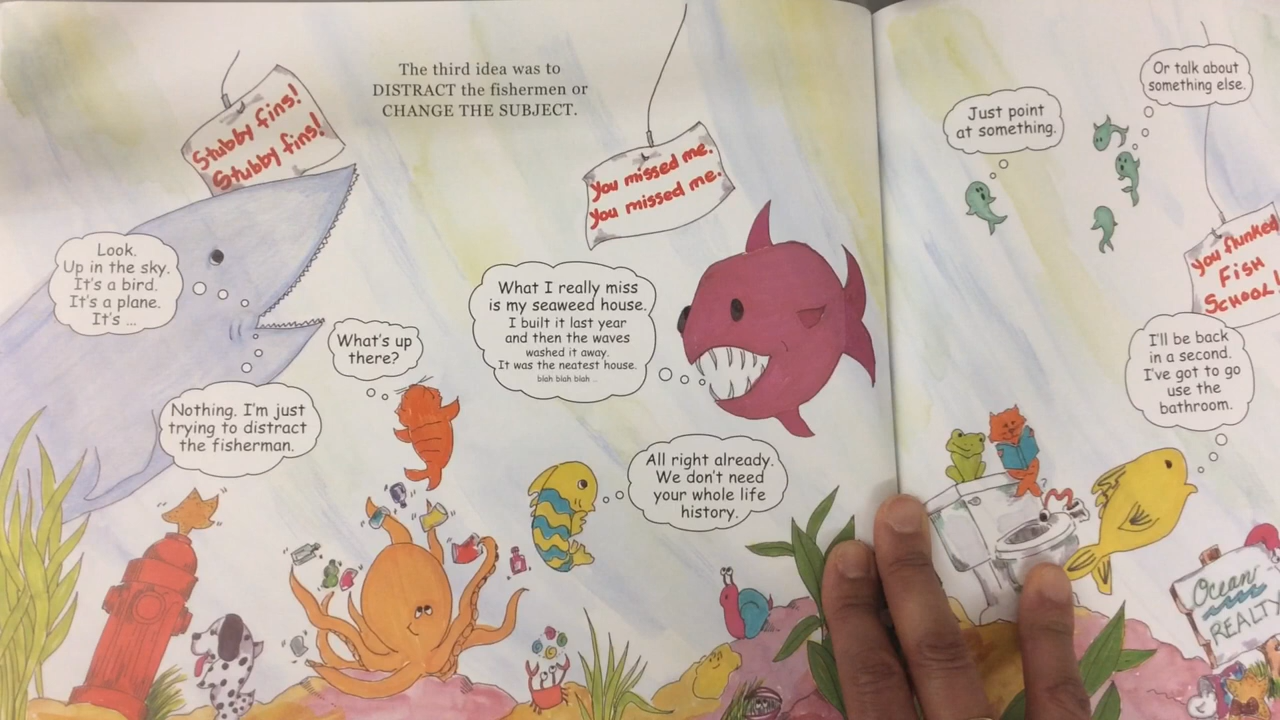 The third idea was to
DISTRACT the fishermen or
CHANGE THE SUBJECT.
Stubby fins!
Stubby fins!
Look.
Up in the sky.
It's a bird.
It's a plane.
It's ...
What's up
there?
Nothing. I'm just
trying to distract
the fisherman.
You missed me.
You missed me.
What I really miss
is my seaweed house.
I built it last year
and then the waves
washed it away.
It was the neatest house.
blah blah blah ..
All right already.
We don't need
your whole life
history.
Just point
at something.
Or talk about
something else.
You flunked
FISH
SCHOOL!
I'll be back
in a second.
I've got to go
use the
bathroom.
Ocean
REALTY